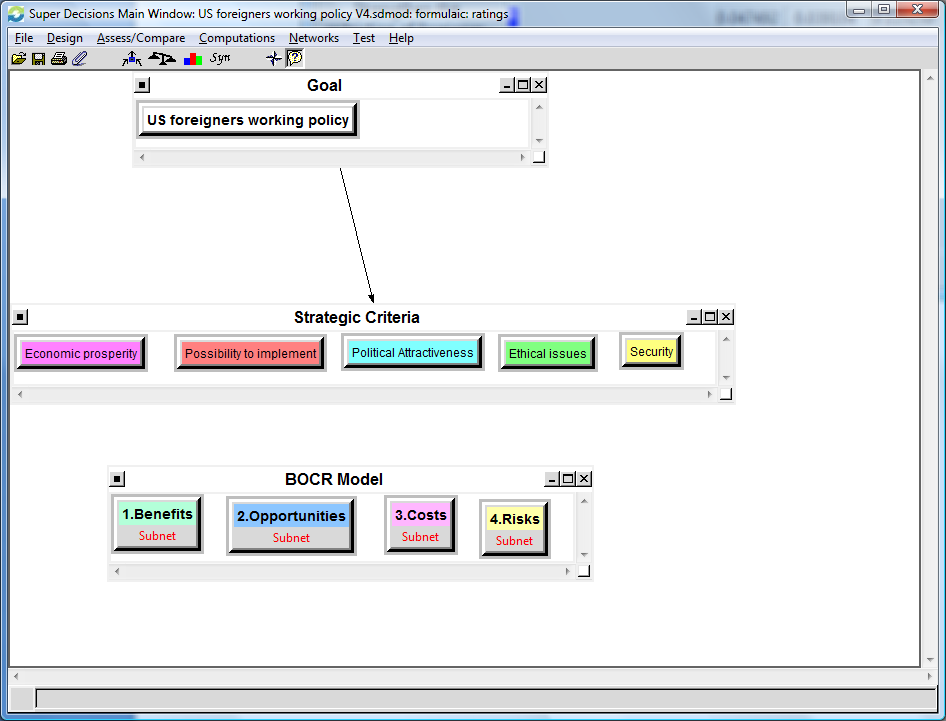 Super Decisions Main Window: US foreigners working policy V4.sdmod: formulaic: ratings
File Design Assess/Compare Computations Networks Test Help
Syn
Goal
US foreigners working policy
Strategic Criteria
Economic prosperity Possibility to implement Political Attractiveness Ethical issues Security
BOCR Model
1.Benefits 2.Opportunities 3.Costs 4.Risks
Subnet Subnet Subnet Subnet